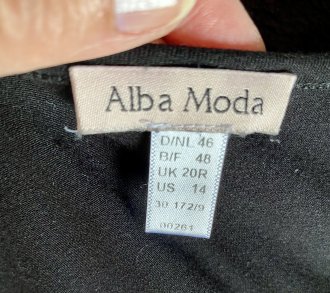 Alba Moda
D/NL 46
B/F 48
UK 20R
US 14
30 172/9
00261